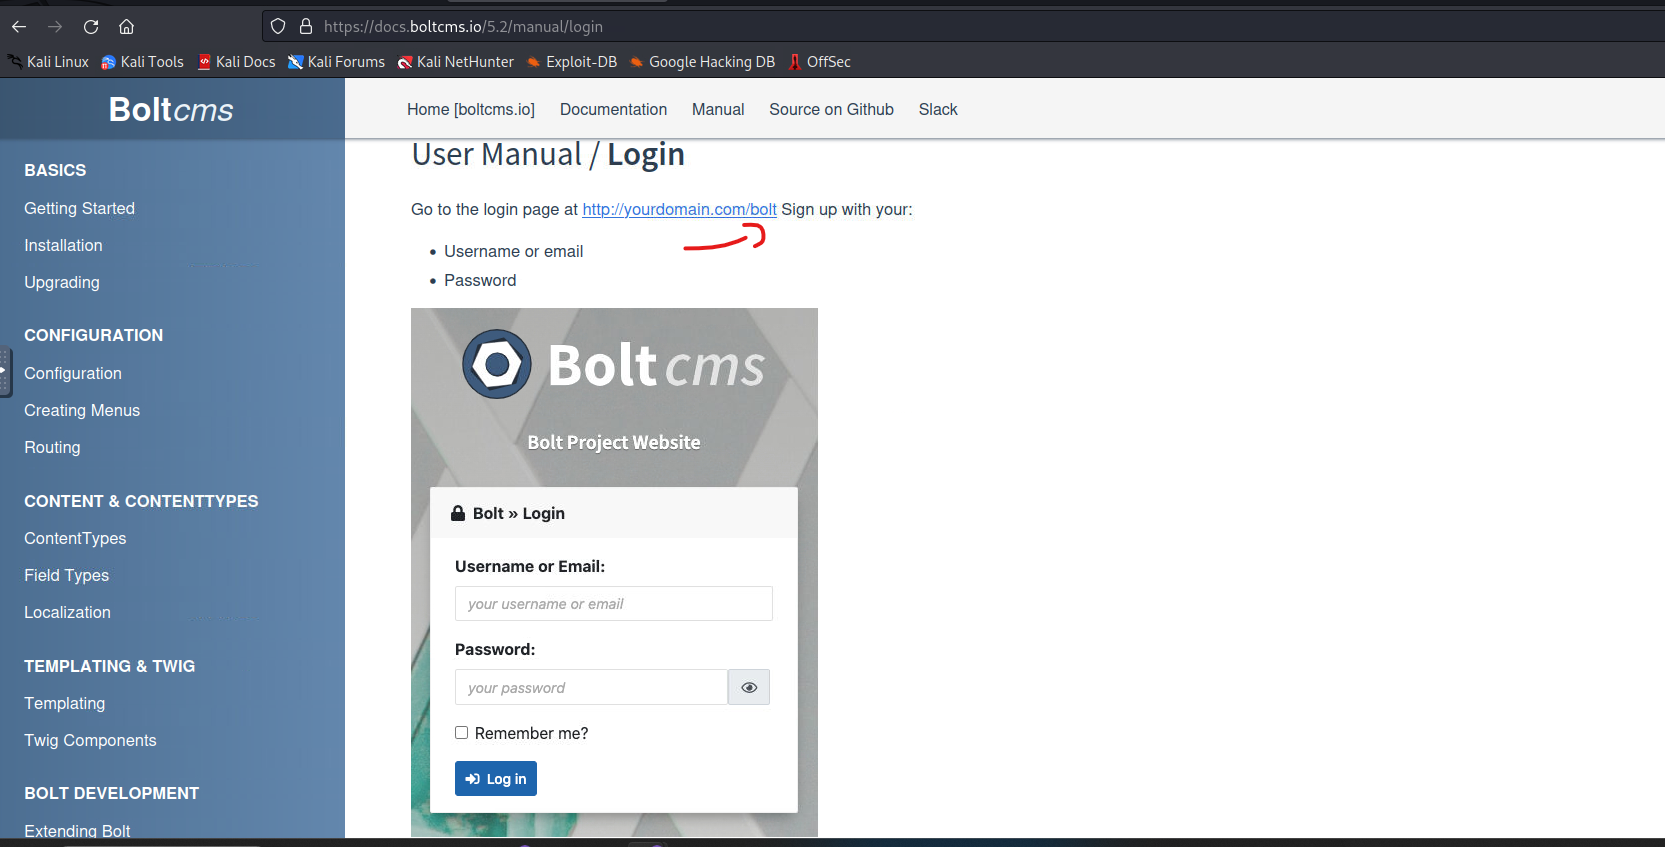 https://docs.boltcms.io/5.2/manual/login
Kali Linux Kali Tools Kali Docs Kali Forums Kali NetHunter Exploit-DB Google Hacking DB OffSec
Boltcms
Home [boltcms.io] Documentation Manual Source on Github Slack
BASICS
Getting Started
Installation
Upgrading
CONFIGURATION
Configuration
Creating Menus
Routing
CONTENT & CONTENTTYPES
ContentTypes
Field Types
Localization
TEMPLATING & TWIG
Templating
Twig Components
BOLT DEVELOPMENT
Extending Bolt
User Manual / Login
Go to the login page at http://yourdomain.com/bolt Sign up with your:
• Username or email
• Password
Bolt cms
Bolt Project Website
Bolt » Login
Username or Email:
your username or email
Password:
your password
Remember me?
Log in